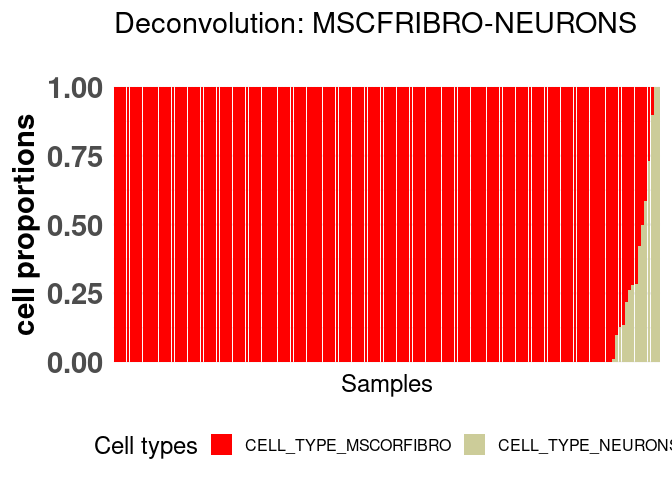 Deconvolution: MSCFRIBRO-NEURONS
1.00
0.75
0.50
0.25
0.00
cell proportions
Samples
Cell types CELL_TYPE_MSCORFIBRO CELL_TYPE_NEURONS